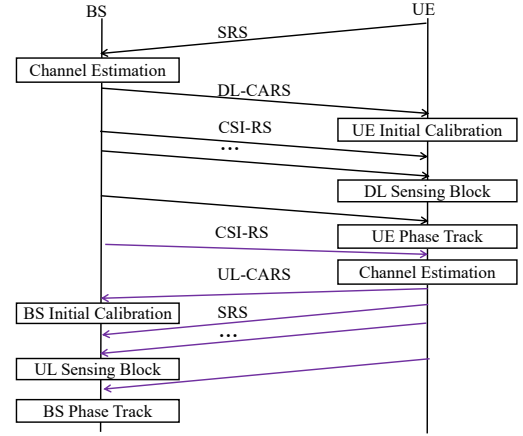 BS
UE
SRS
Channel Estimation
DL-CARS
CSI-RS
UE Initial Calibration
...
DL Sensing Block
UE Phase Track
CSI-RS
Channel Estimation
UL-CARS
BS Initial Calibration
SRS
...
UL Sensing Block
BS Phase Track